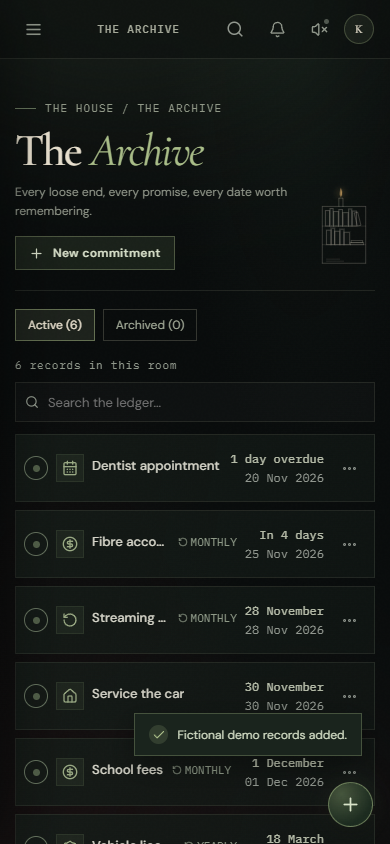 THE ARCHIVE
K
THE HOUSE / THE ARCHIVE
The Archive
Every loose end, every promise, every date worth
remembering.
New commitment
Active (6)
Archived (0)
6 records in this room
Search the ledger…
Dentist appointment
1 day overdue
20 Nov 2026
Fibre acco…
MONTHLY
In 4 days
25 Nov 2026
Streaming …
MONTHLY
28 November
28 Nov 2026
Service the car
30 November
30 Nov 2026
Fictional demo records added.
School fees
MONTHLY
1 December
01 Dec 2026
18 March